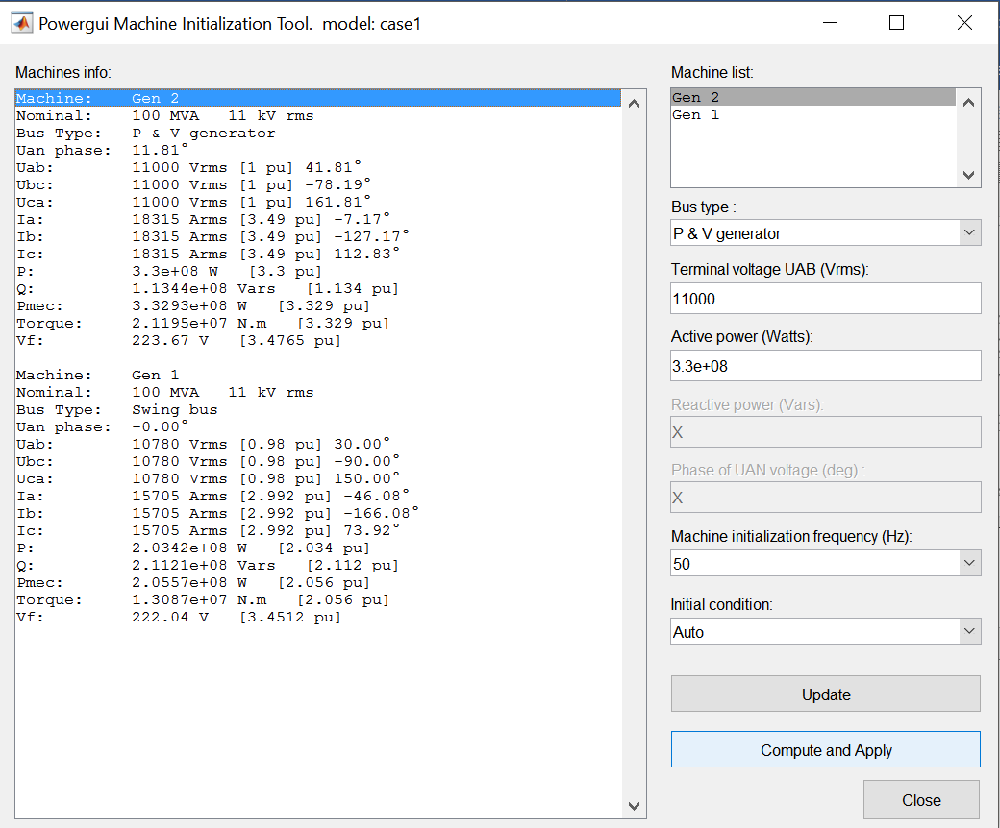 Powergui Machine Initialization Tool.  model: case1
Machines info:
Machine:    Gen 2
Nominal:    100 MVA   11 kV rms
Bus Type:   P & V generator
Uan phase:  11.81°
Uab:        11000 Vrms [1 pu] 41.81°
Ubc:        11000 Vrms [1 pu] -78.19°
Uca:        11000 Vrms [1 pu] 161.81°
Ia:         18315 Arms [3.49 pu] -7.17°
Ib:         18315 Arms [3.49 pu] -127.17°
Ic:         18315 Arms [3.49 pu] 112.83°
P:          3.3e+08 W   [3.3 pu]
Q:          1.1344e+08 Vars   [1.134 pu]
Pmec:       3.3293e+08 W   [3.329 pu]
Torque:     2.1195e+07 N.m   [3.329 pu]
Vf:         223.67 V   [3.4765 pu]
Machine:    Gen 1
Nominal:    100 MVA   11 kV rms
Bus Type:   Swing bus
Uan phase:  -0.00°
Uab:        10780 Vrms [0.98 pu] 30.00°
Ubc:        10780 Vrms [0.98 pu] -90.00°
Uca:        10780 Vrms [0.98 pu] 150.00°
Ia:         15705 Arms [2.992 pu] -46.08°
Ib:         15705 Arms [2.992 pu] -166.08°
Ic:         15705 Arms [2.992 pu] 73.92°
P:          2.0342e+08 W   [2.034 pu]
Q:          2.1121e+08 Vars   [2.112 pu]
Pmec:       2.0557e+08 W   [2.056 pu]
Torque:     1.3087e+07 N.m   [2.056 pu]
Vf:         222.04 V   [3.4512 pu]
Machine list:
Gen 2
Gen 1
Bus type :
P & V generator
Terminal voltage UAB (Vrms):
11000
Active power (Watts):
3.3e+08
Reactive power (Vars):
X
Phase of UAN voltage (deg) :
X
Machine initialization frequency (Hz):
50
Initial condition:
Auto
Update
Compute and Apply
Close